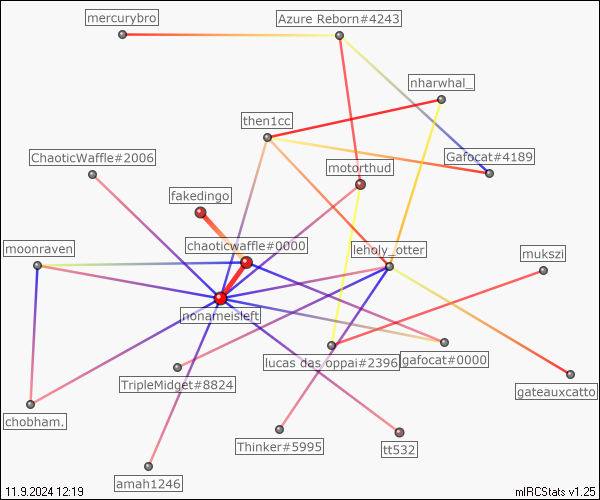 mercurybro
Azure Reborn#4243
nharwhal_
then1cc
ChaoticWaffle#2006
motorthud
Gafocat#4189
fakedingo
moonraven
chaoticwaffle#0000
leholy_otter
mukszi
nonameisleft
lucas das oppai#2396
gafocat#0000
TripleMidget#8824
gateauxcatto
chobham.
Thinker#5995
tt532
amah1246
11.9.2024 12:19
mIRCStats v1.25